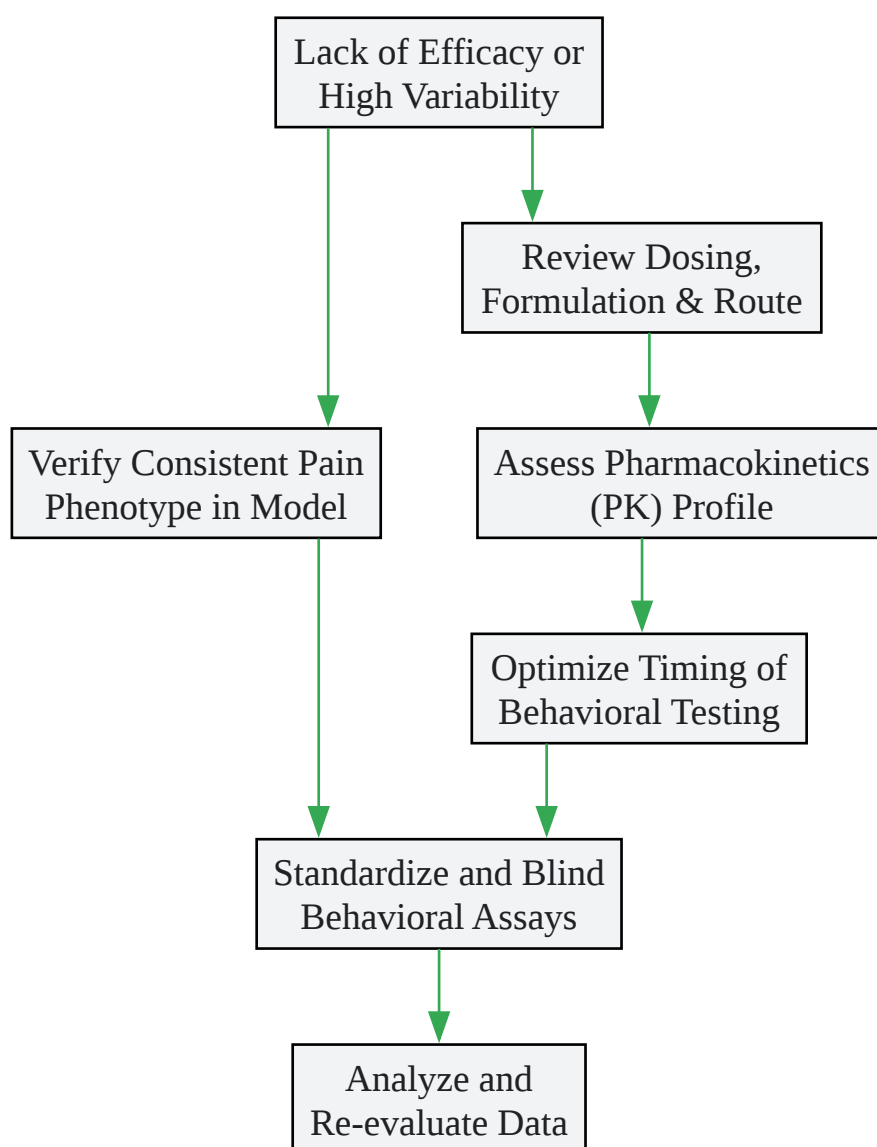 Lack of Efficacy or
High Variability
Review Dosing,
Formulation & Route
Verify Consistent Pain
Phenotype in Model
Assess Pharmacokinetics
(PK) Profile
Optimize Timing of
Behavioral Testing
Standardize and Blind
Behavioral Assays
Analyze and
Re-evaluate Data